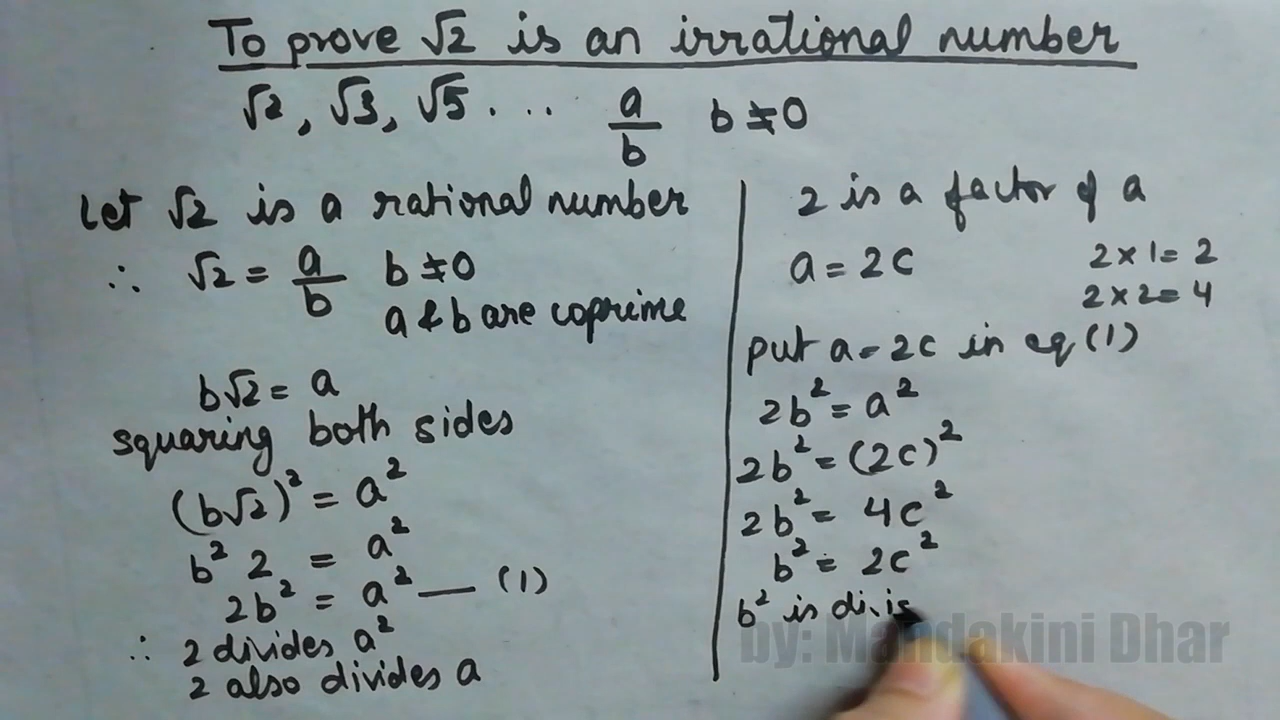 To prove √2 is an irrational number
√2, √3, √5 . . . a/b b ≠ 0
Let √2 is a rational number
∴ √2 = a/b b ≠ 0
a & b are coprime
b√2 = a
squaring both sides
(b√2)² = a²
b² 2 = a²
2b² = a² — (1)
∴ 2 divides a²
2 also divides a
2 is a factor of a
a = 2c
2 × 1 = 2
2 × 2 = 4
put a = 2c in eq (1)
2b² = a²
2b² = (2c)²
2b² = 4c²
b² = 2c²
b² is divis
by: Mandakini Dhar